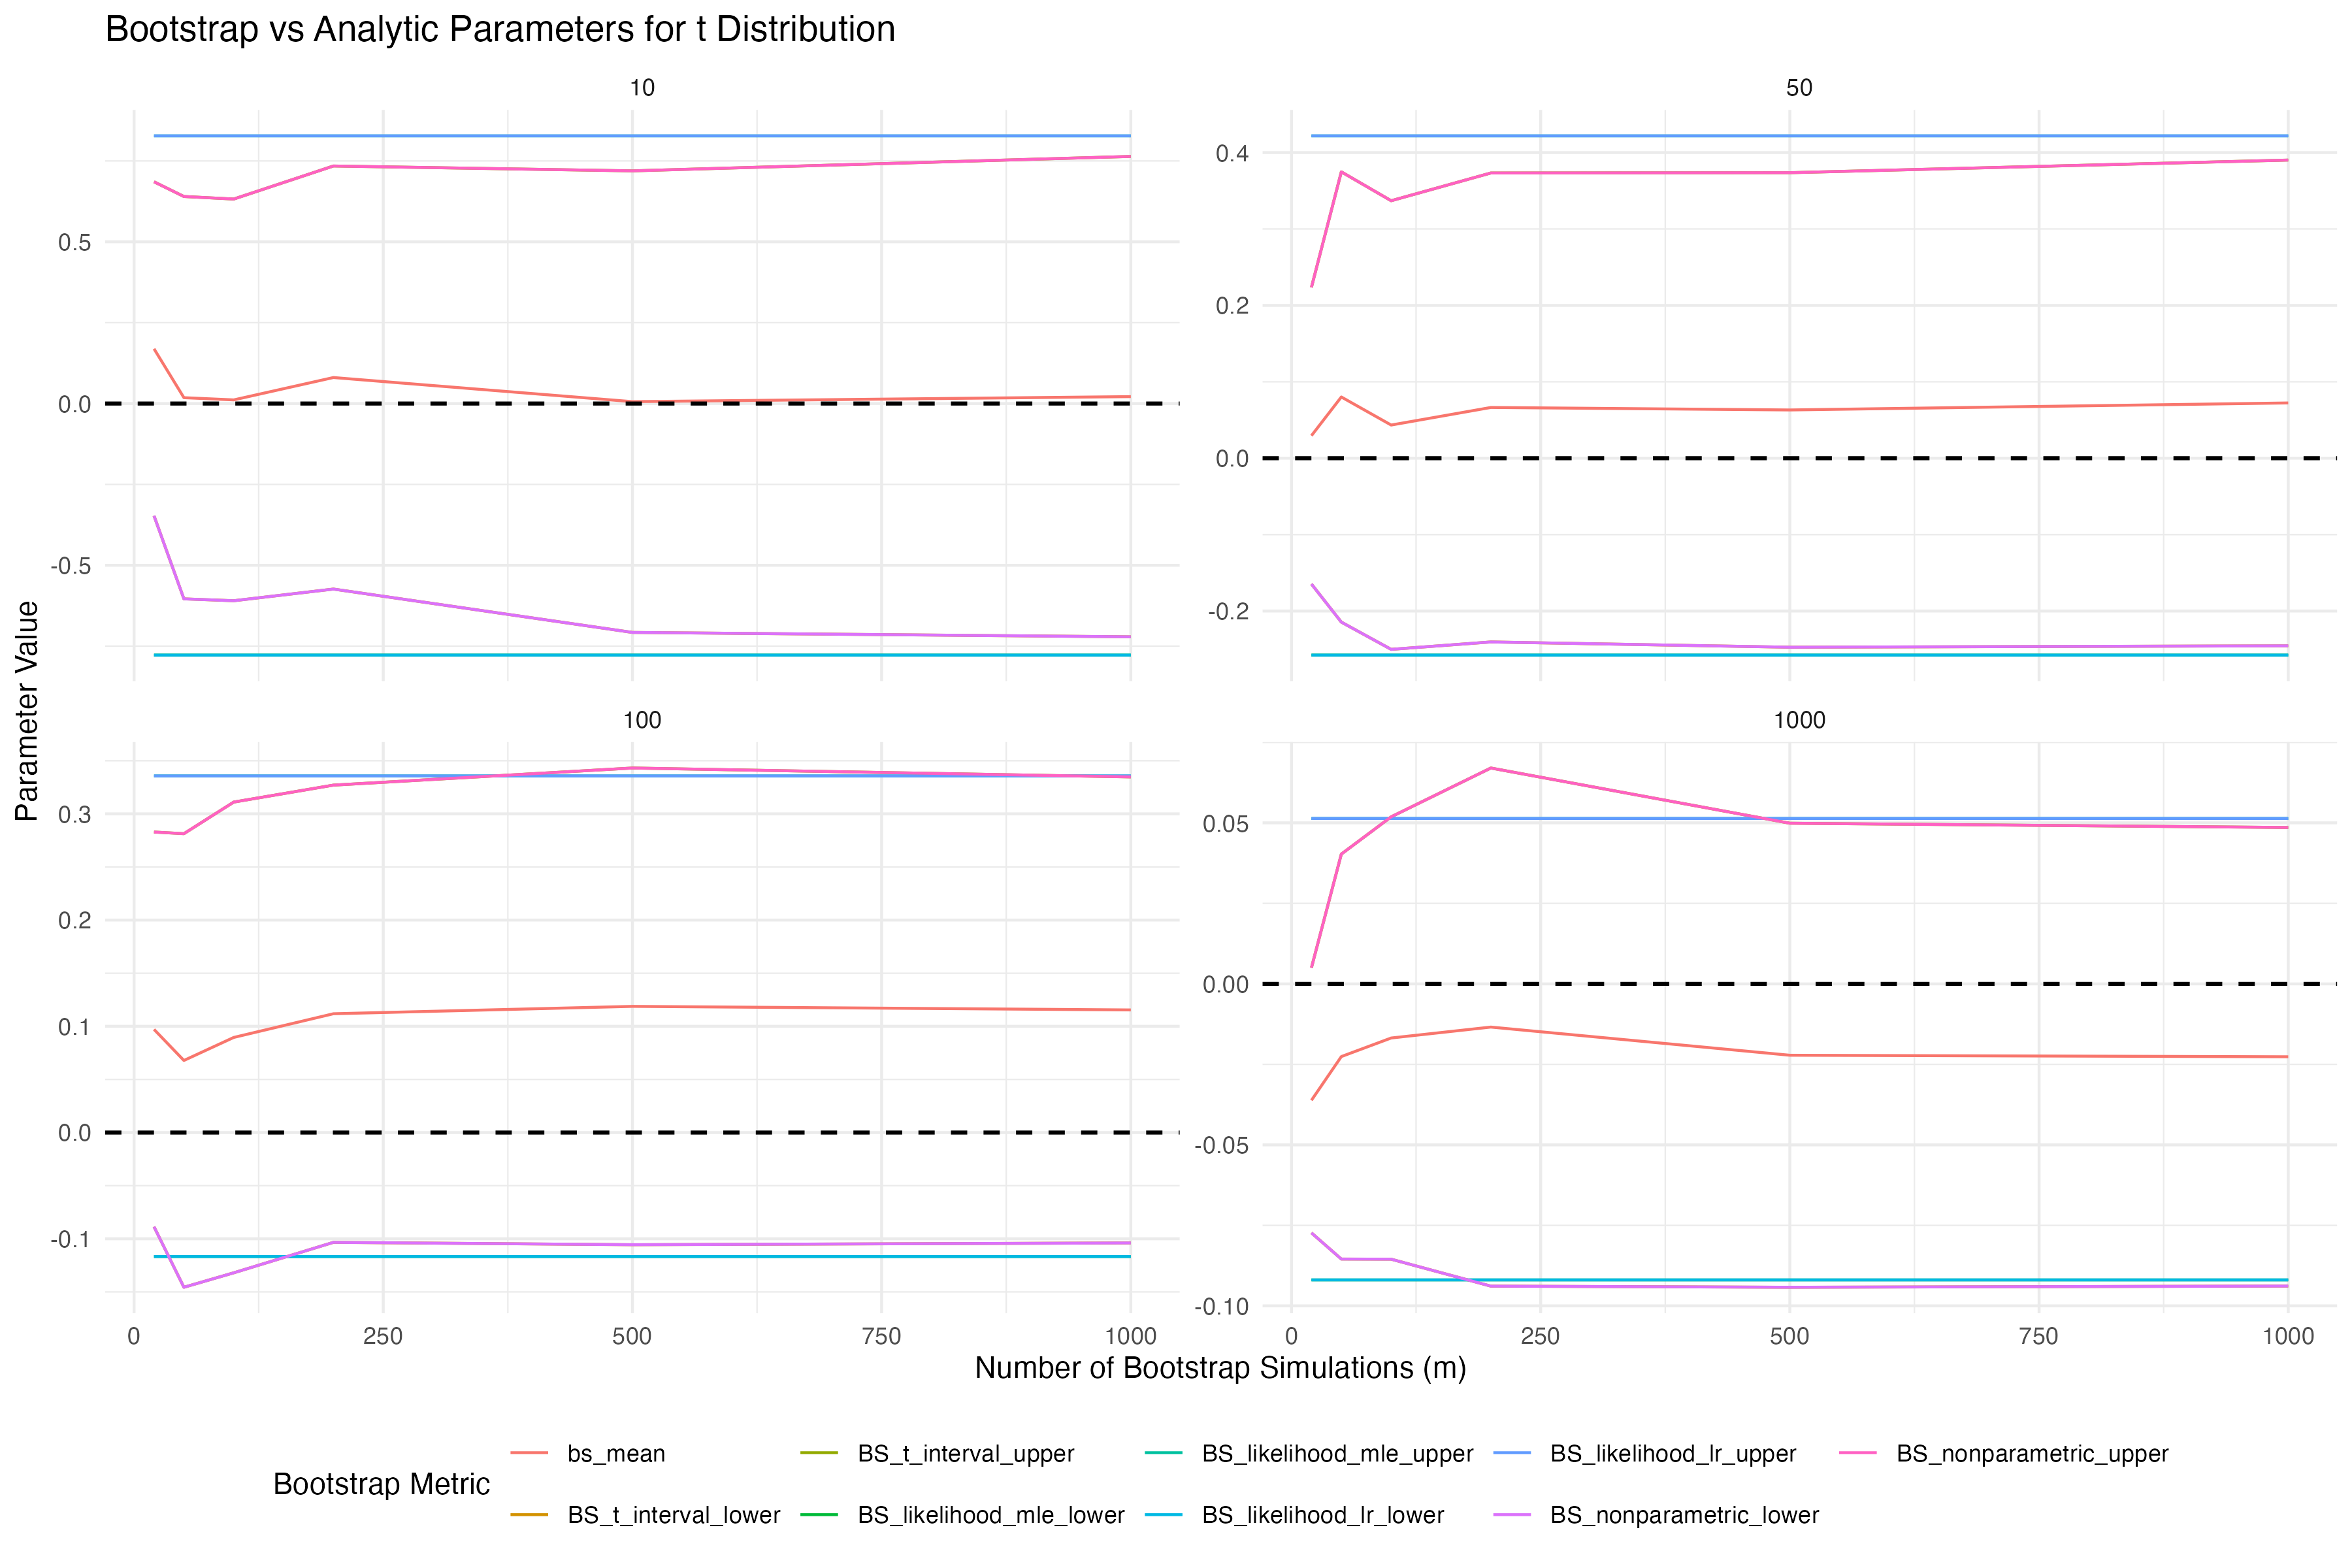 Bootstrap vs Analytic Parameters for t Distribution
10
50
0.5
0.0
-0.5
0.4
0.2
0.0
-0.2
Parameter Value
100
1000
0.3
0.2
0.1
0.0
-0.1
0.05
0.00
-0.05
-0.10
0 250 500 750 1000
0 250 500 750 1000
Number of Bootstrap Simulations (m)
Bootstrap Metric
bs_mean BS_t_interval_upper BS_likelihood_mle_upper BS_likelihood_lr_upper BS_nonparametric_upper
BS_t_interval_lower BS_likelihood_mle_lower BS_likelihood_lr_lower BS_nonparametric_lower